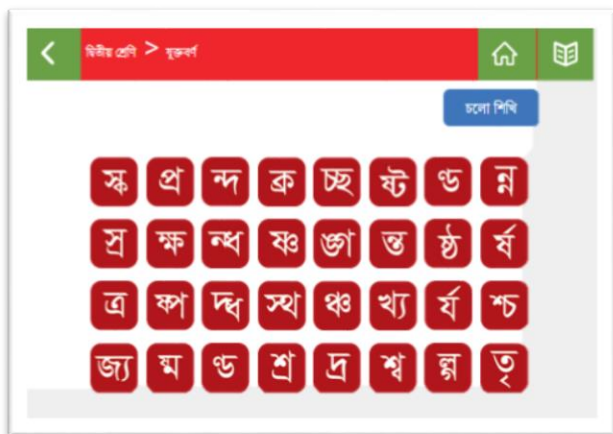 দ্বিতীয় শ্রেণি > যুক্তবর্ণ
চলো শিখি
স্ক প্র ন্দ ক্র চ্ছ ষ্ট ণ্ড ন্ন
স্র ক্ষ ন্ধ ষ্ণ ঙ্গ ন্ত ষ্ঠ র্ষ
ত্র ষ্প দ্ধ স্থ ঞ্চ খ্য র্য শ্চ
জ্য ষ্ম ণ্ড শ্র দ্র শ্ব ল্ল তৃ